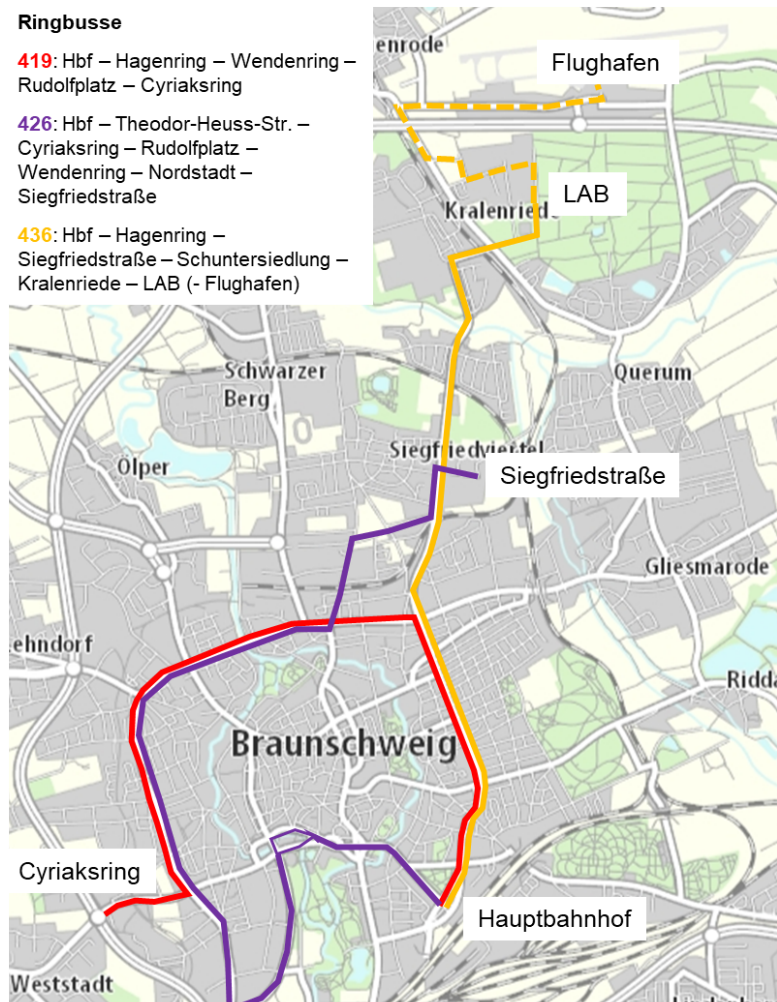 Ringbusse
419: Hbf – Hagenring – Wendenring –
Rudolfplatz – Cyriaksring
426: Hbf – Theodor-Heuss-Str. –
Cyriaksring – Rudolfplatz –
Wendenring – Nordstadt –
Siegfriedstraße
436: Hbf – Hagenring –
Siegfriedstraße – Schuntersiedlung –
Kralenriede – LAB (- Flughafen)
enrode
Flughafen
LAB
Kralenriede
Schwarzer
Berg
Querum
Siegfriedviertel
Ölper
Siegfriedstraße
Gliesmarode
ehndorf
Ridda
Braunschweig
Cyriaksring
Hauptbahnhof
Weststadt